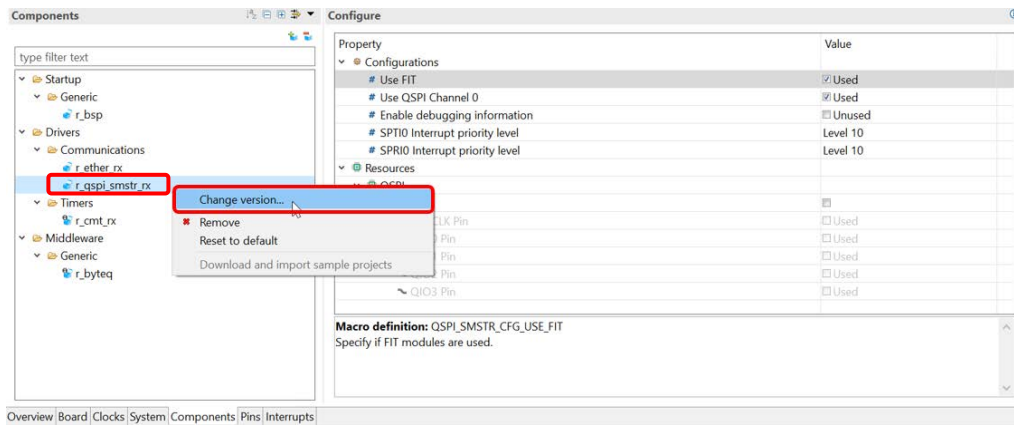 Components
type filter text
Startup
Generic
r_bsp
Drivers
Communications
r_ether_rx
r_qspi_smstr_rx
Timers
r_cmt_rx
Middleware
Generic
r_byteq
Change version...
Remove
Reset to default
Download and import sample projects
Configure
Property Value
Configurations
# Use FIT Used
# Use QSPI Channel 0 Used
# Enable debugging information Unused
# SPTI0 Interrupt priority level Level 10
# SPRI0 Interrupt priority level Level 10
Resources
QSPI
CLK Pin Used
Pin Used
Pin Used
Pin Used
QIO3 Pin Used
Macro definition: QSPI_SMSTR_CFG_USE_FIT
Specify if FIT modules are used.
Overview Board Clocks System Components Pins Interrupts